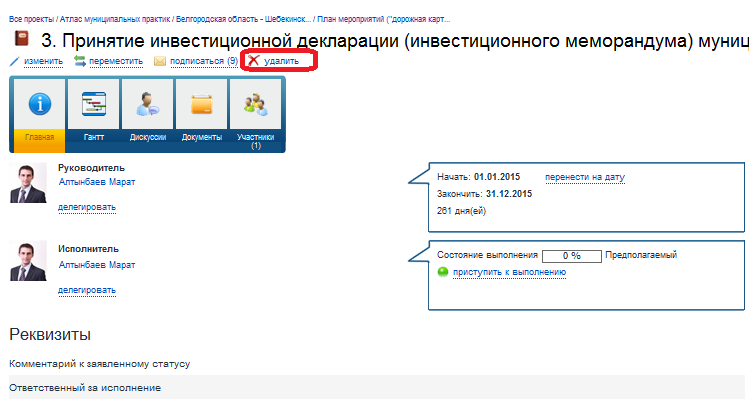 Все проекты / Атлас муниципальных практик / Белгородская область - Шебекинск... / План мероприятий ("дорожная карт...
3. Принятие инвестиционной декларации (инвестиционного меморандума) муниц
изменить переместить подписаться (9) удалить
Главная Гантт Дискуссии Документы Участники (1)
Руководитель
Алтынбаев Марат
делегировать
Начать: 01.01.2015 перенести на дату
Закончить: 31.12.2015
261 дня(ей)
Исполнитель
Алтынбаев Марат
делегировать
Состояние выполнения 0 % Предполагаемый
приступить к выполнению
Реквизиты
Комментарий к заявленному статусу
Ответственный за исполнение